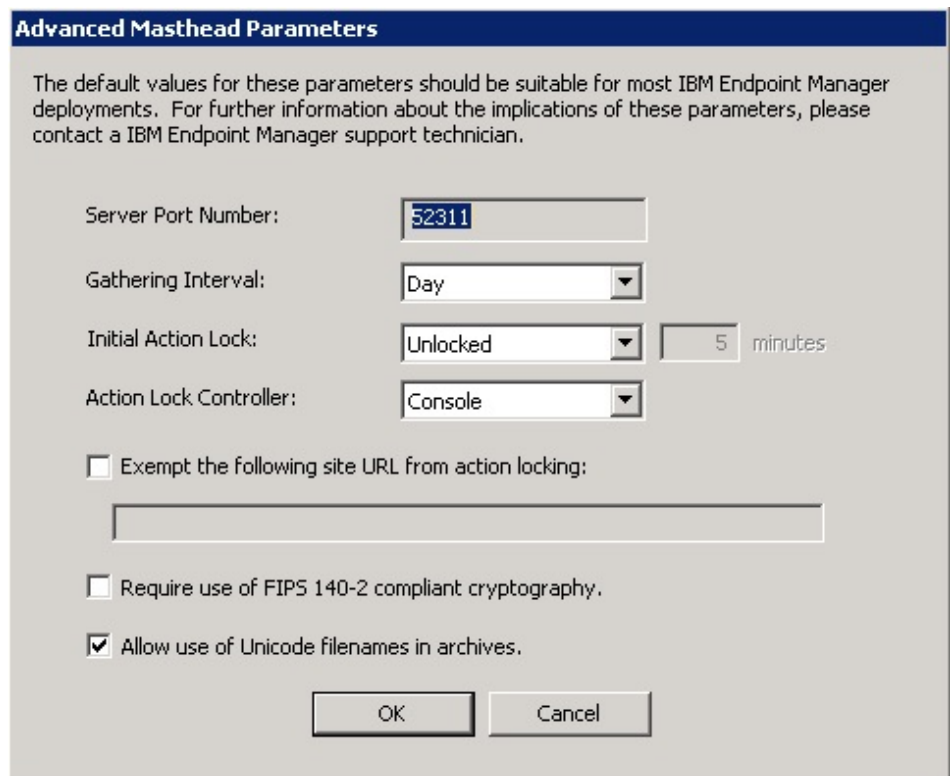 Advanced Masthead Parameters
The default values for these parameters should be suitable for most IBM Endpoint Manager
deployments. For further information about the implications of these parameters, please
contact a IBM Endpoint Manager support technician.
Server Port Number: 52311
Gathering Interval: Day
Initial Action Lock: Unlocked 5 minutes
Action Lock Controller: Console
Exempt the following site URL from action locking:
Require use of FIPS 140-2 compliant cryptography.
Allow use of Unicode filenames in archives.
OK Cancel